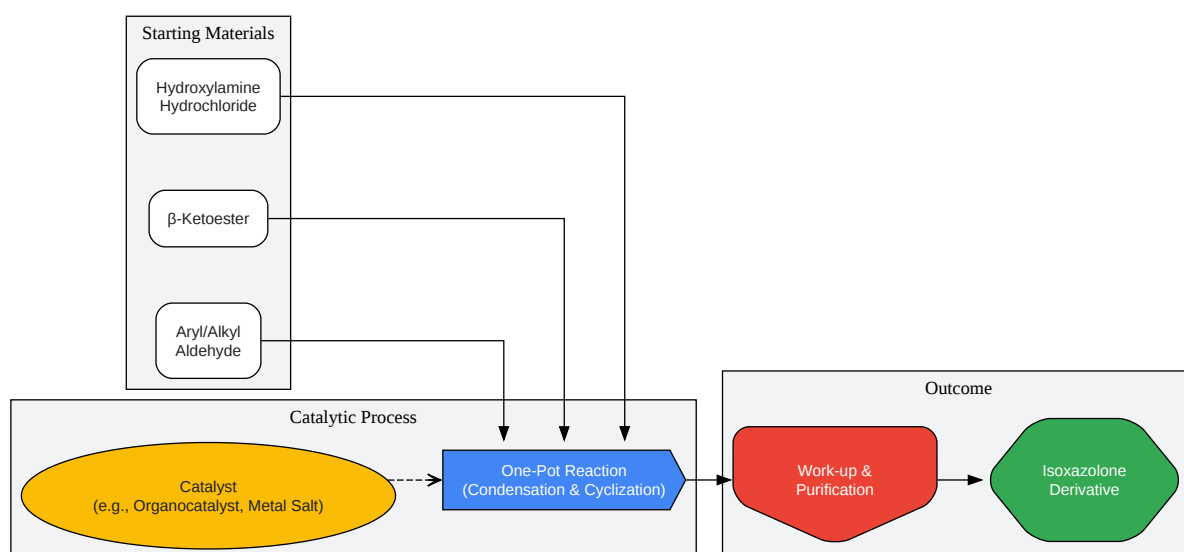 Starting Materials
Hydroxylamine
Hydrochloride
β-Ketoester
Aryl/Alkyl
Aldehyde
Catalytic Process
Catalyst
(e.g., Organocatalyst, Metal Salt)
One-Pot Reaction
(Condensation & Cyclization)
Outcome
Work-up &
Purification
Isoxazolone
Derivative